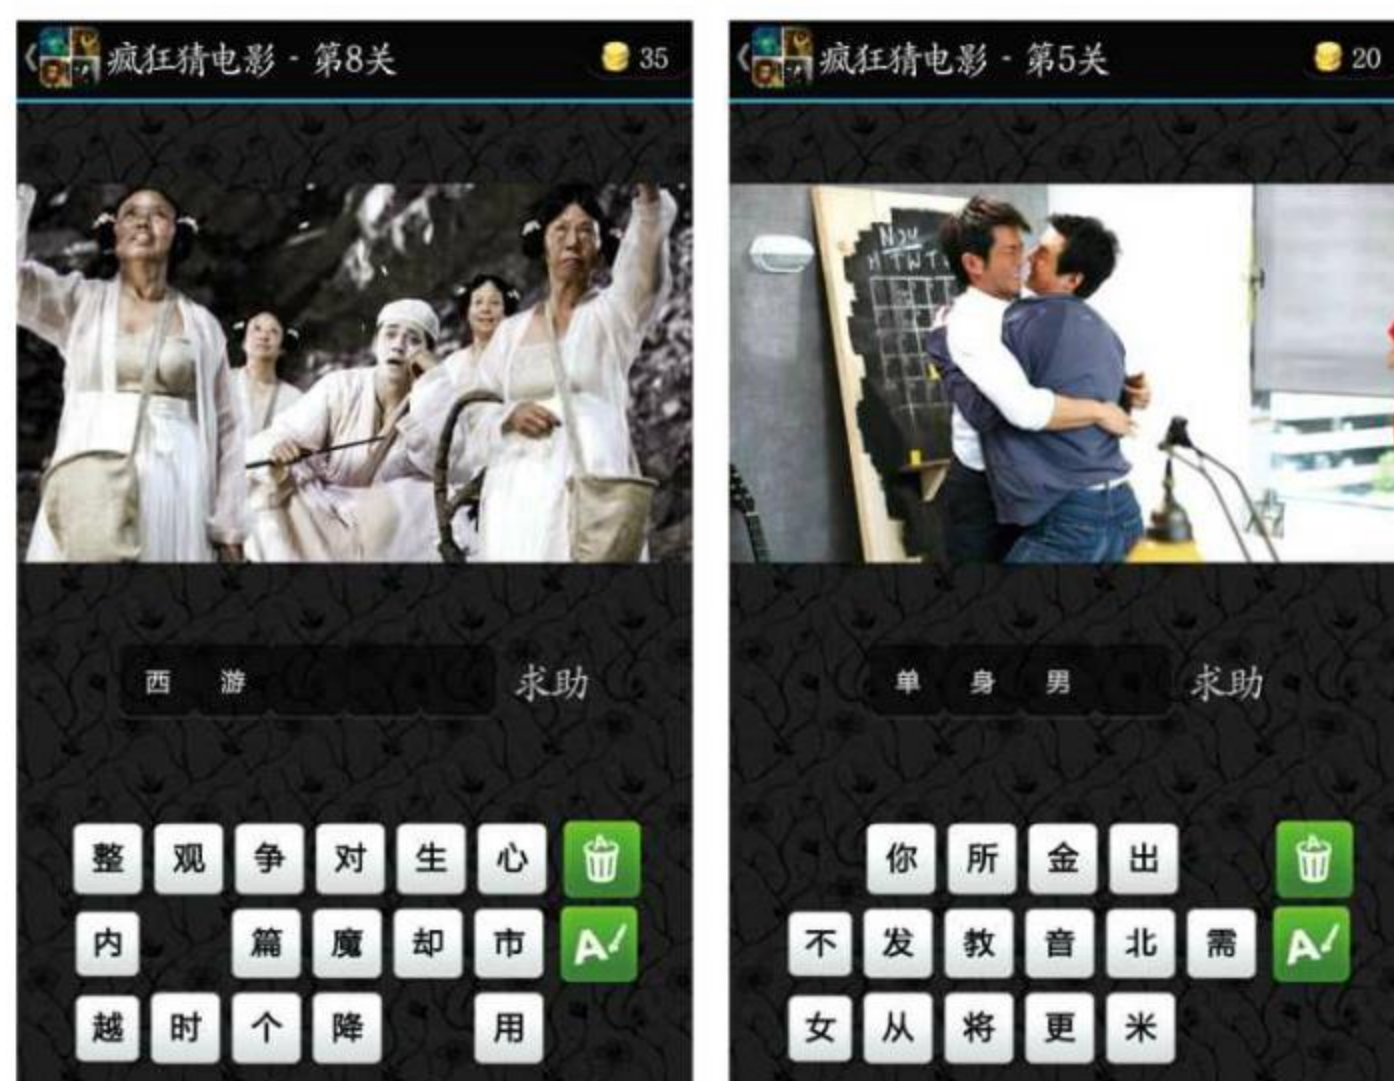 疯狂猜电影 - 第8关
35
西 游
求助
整 观 争 对 生 心
内 篇 魔 却 市
A
越 时 个 降 用
疯狂猜电影 - 第5关
20
Nov
M T W T
单 身 男
求助
你 所 金 出
不 发 教 音 北 需
A
女 从 将 更 米